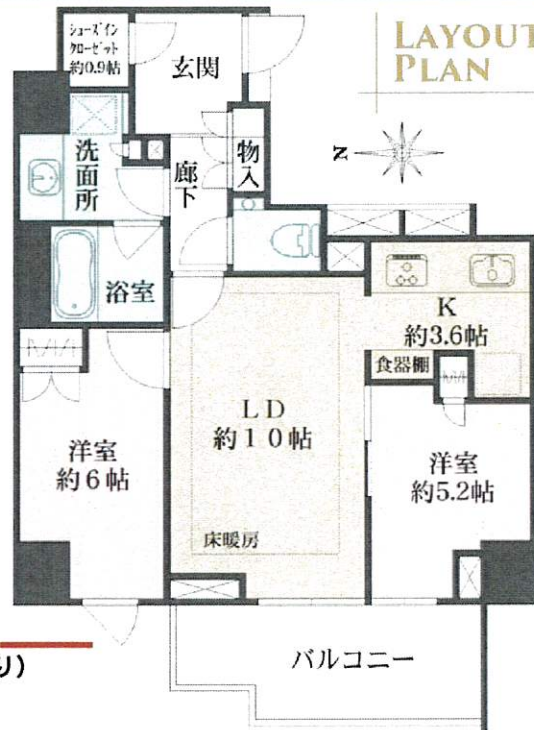 LAYOUT
PLAN
シューズイン
クローゼット
約0.9帖
玄関
N
洗面所
廊下
物入
浴室
K
約3.6帖
食器棚
LD
約10帖
洋室
約6帖
洋室
約5.2帖
床暖房
バルコニー
り)